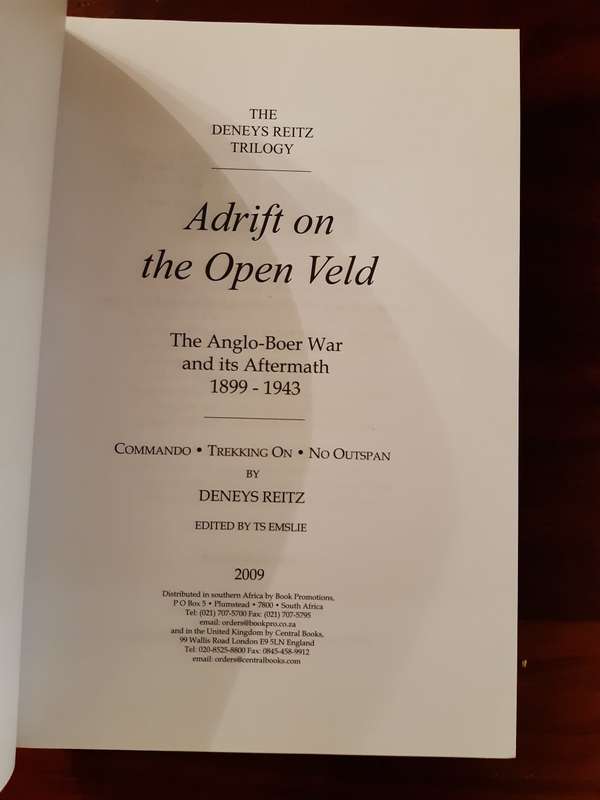 THE
DENEYS REITZ
TRILOGY
Adrift on
the Open Veld
The Anglo-Boer War
and its Aftermath
1899 - 1943
COMMANDO • TREKKING ON • NO OUTSPAN
BY
DENEYS REITZ
EDITED BY TS EMSLIE
2009
Distributed in southern Africa by Book Promotions,
P O Box 5 • Plumstead • 7800 • South Africa
Tel: (021) 707-5700 Fax: (021) 707-5795
email: orders@bookpro.co.za
and in the United Kingdom by Central Books,
99 Wallis Road London E9 5LN England
Tel: 020-8525-8800 Fax: 0845-458-9912
email: orders@centralbooks.com